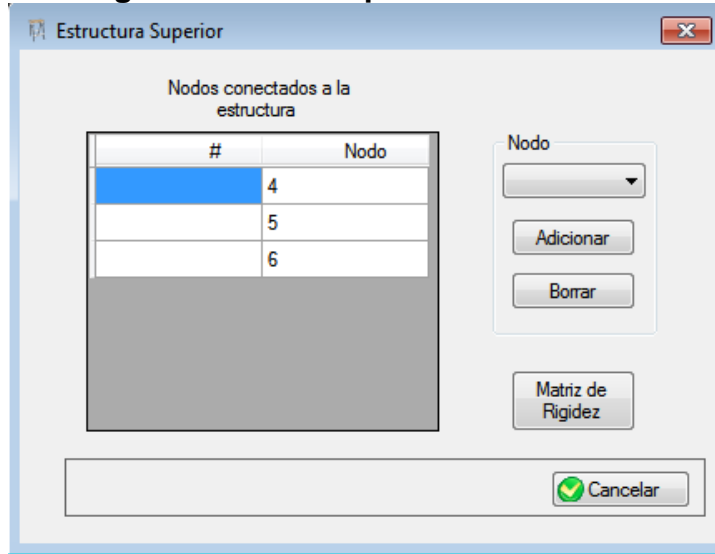 Estructura Superior
Nodos conectados a la
estructura
# Nodo
4
5
6
Nodo
Adicionar
Borrar
Matriz de
Rigidez
Cancelar